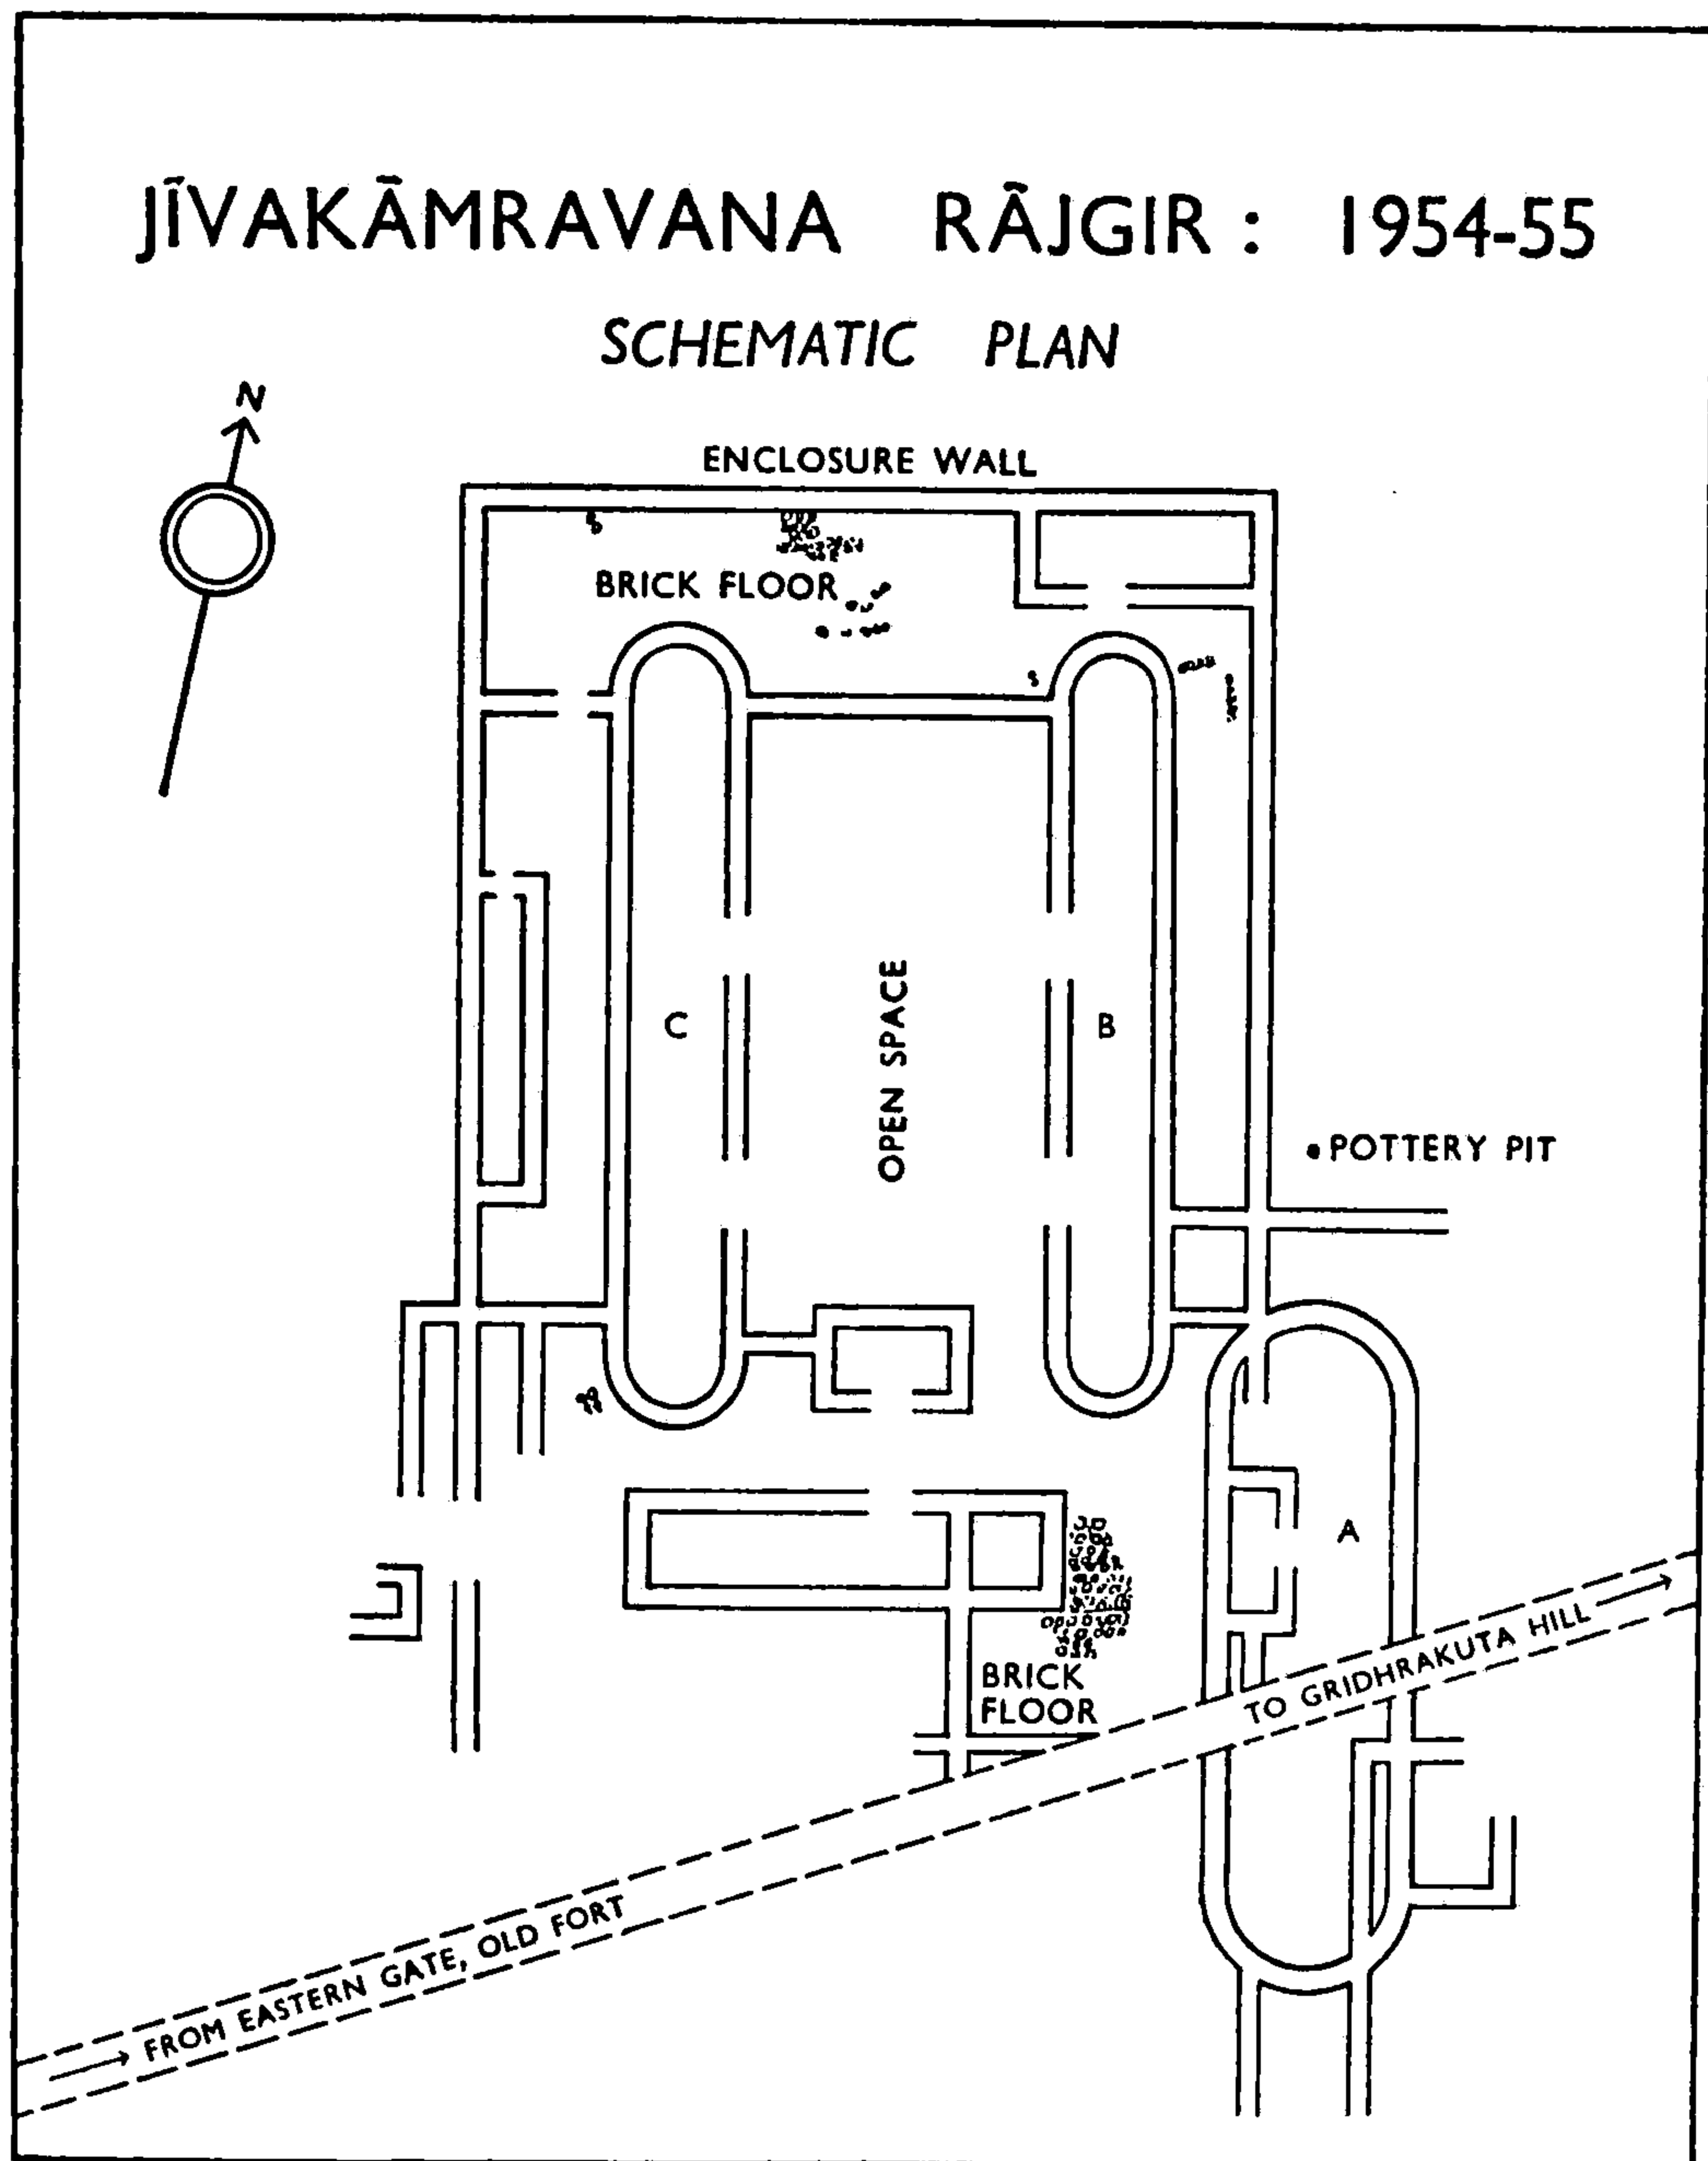 JĪVAKĀMRAVANA RĀJGIR : 1954-55
SCHEMATIC PLAN
N
ENCLOSURE WALL
BRICK FLOOR
C
OPEN SPACE
B
POTTERY PIT
A
BRICK
FLOOR
TO GRIDHRAKUTA HILL
FROM EASTERN GATE, OLD FORT